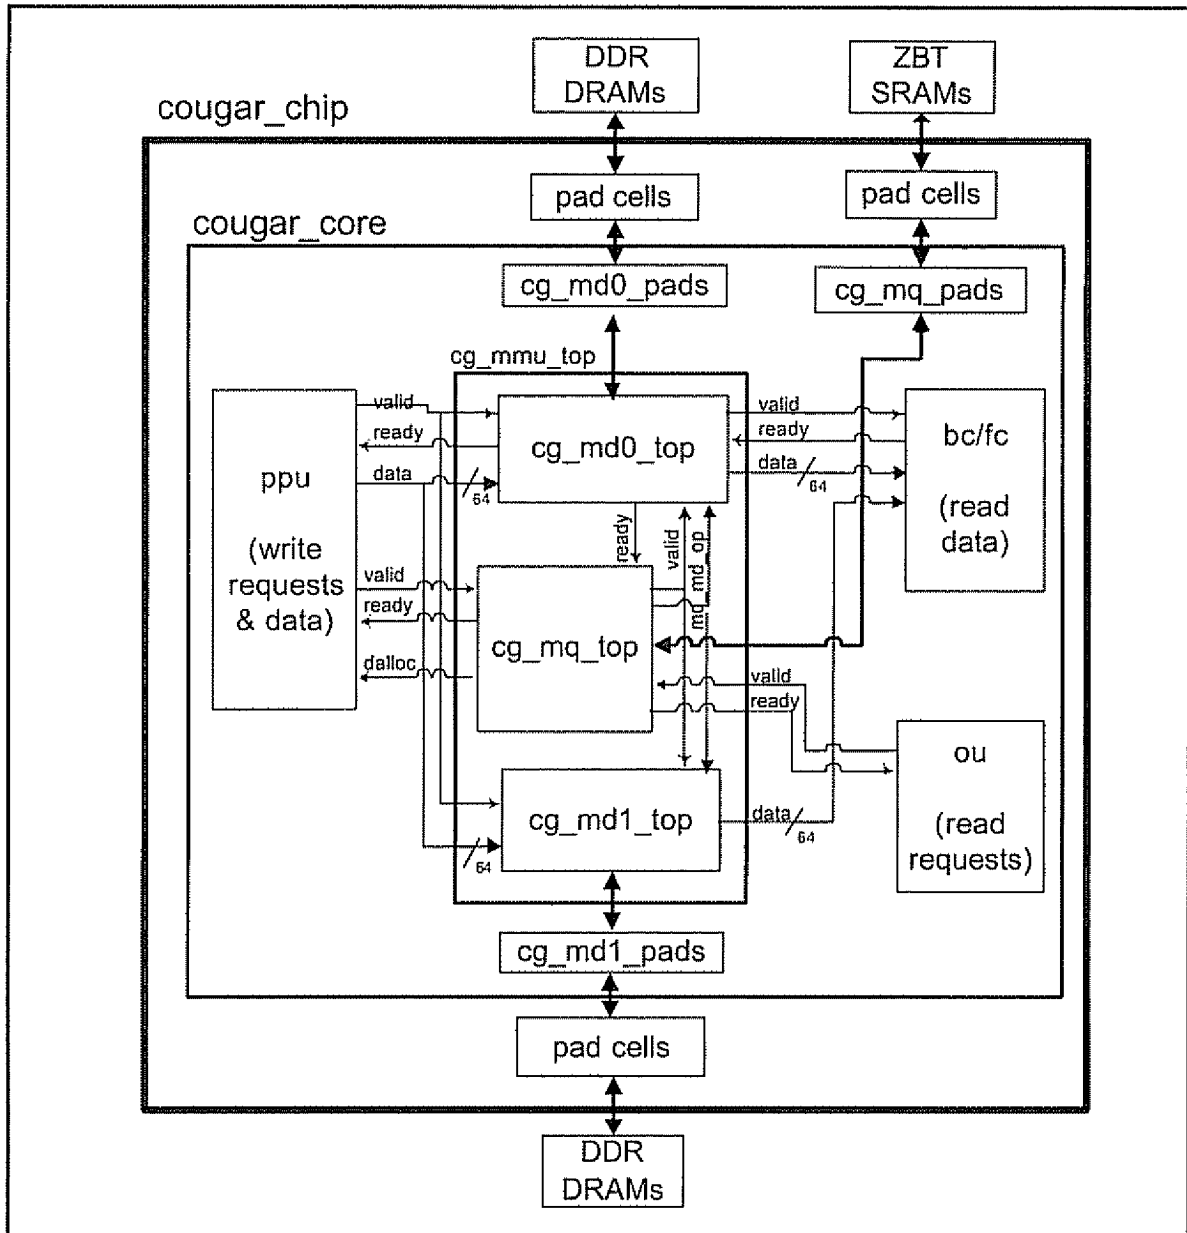 DDR
DRAMs
ZBT
SRAMs
cougar_chip
pad cells
pad cells
cougar_core
cg_md0_pads
cg_mq_pads
cg_mmu_top
valid
ready
data
64
cg_md0_top
valid
ready
data
64
ppu
(write
requests
& data)
bc/fc
(read
data)
ready
valid
mq_md_op
valid
ready
dalloc
cg_mq_top
valid
ready
64
cg_md1_top
data
64
ou
(read
requests)
cg_md1_pads
pad cells
DDR
DRAMs